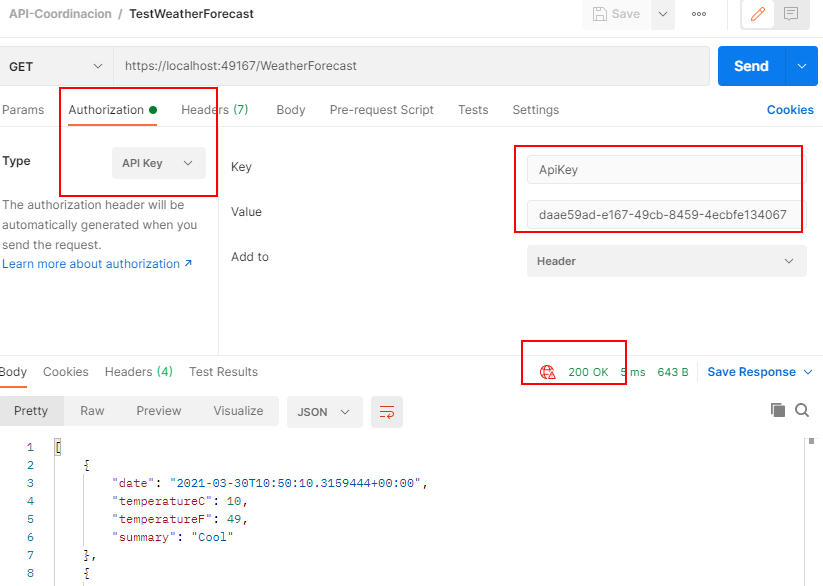 API-Coordinacion / TestWeatherForecast
Save
GET https://localhost:49167/WeatherForecast Send
Params Authorization Headers (7) Body Pre-request Script Tests Settings Cookies
Type API Key
The authorization header will be
automatically generated when you
send the request.
Learn more about authorization ↗
Key ApiKey
Value daae59ad-e167-49cb-8459-4ecbfe134067
Add to Header
Body Cookies Headers (4) Test Results 200 OK 5 ms 643 B Save Response
Pretty Raw Preview Visualize JSON
1 [
2 {
3 "date": "2021-03-30T10:50:10.3159444+00:00",
4 "temperatureC": 10,
5 "temperatureF": 49,
6 "summary": "Cool"
7 },
8 {